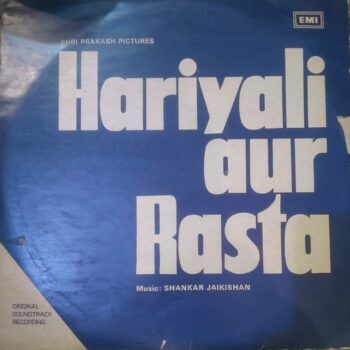 EMI
SHRI PRAKASH PICTURES
Hariyali
aur
Rasta
Music: SHANKAR JAIKISHAN
ORIGINAL
SOUNDTRACK
RECORDING